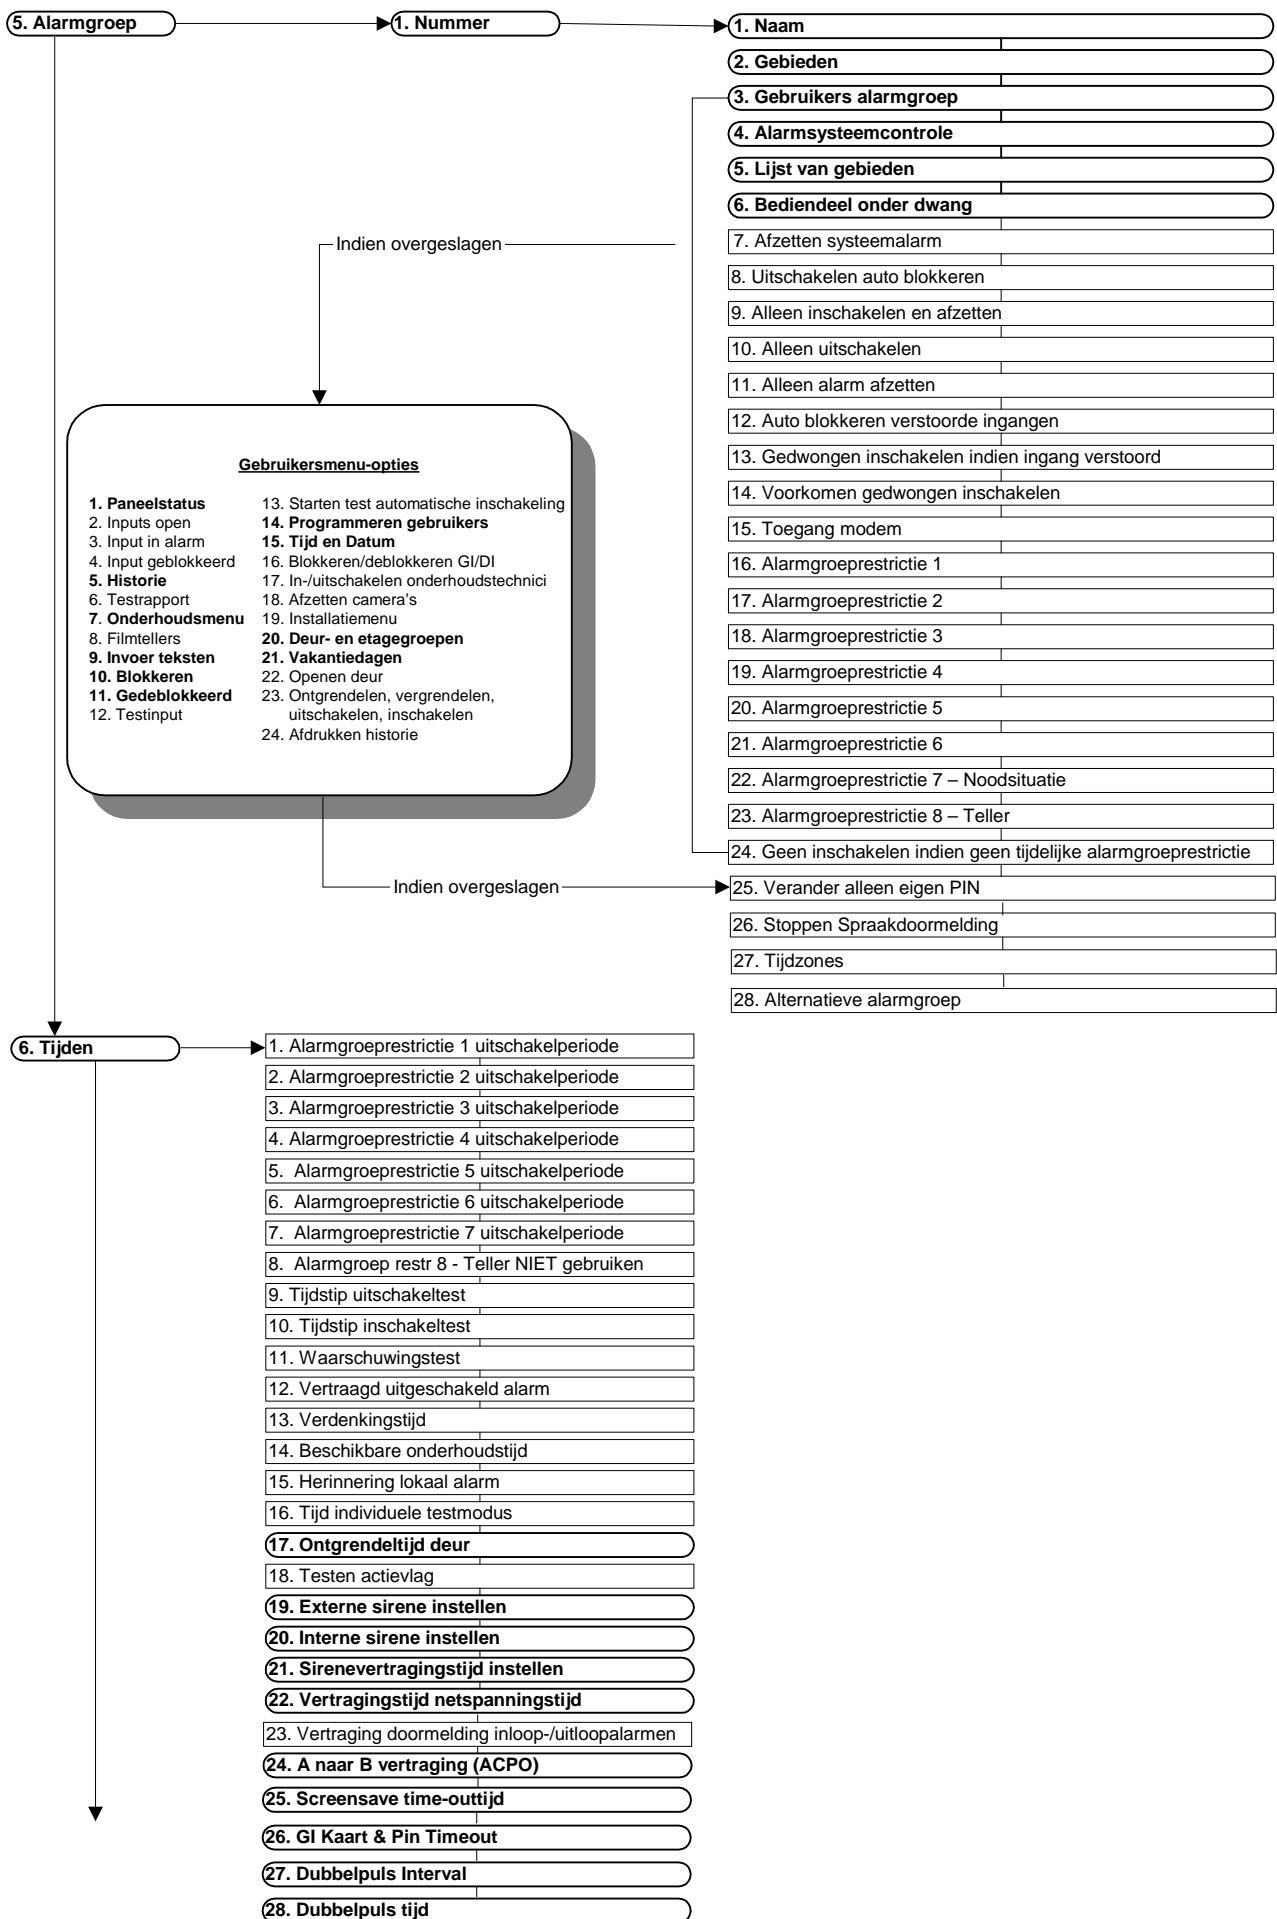 5. Alarmgroep
1. Nummer
1. Naam
2. Gebieden
3. Gebruikers alarmgroep
4. Alarmsysteemcontrole
5. Lijst van gebieden
6. Bediendeel onder dwang
7. Afzetten systeemalarm
8. Uitschakelen auto blokkeren
9. Alleen inschakelen en afzetten
10. Alleen uitschakelen
11. Alleen alarm afzetten
12. Auto blokkeren verstoorde ingangen
13. Gedwongen inschakelen indien ingang verstoord
14. Voorkomen gedwongen inschakelen
15. Toegang modem
16. Alarmgroeprestrictie 1
17. Alarmgroeprestrictie 2
18. Alarmgroeprestrictie 3
19. Alarmgroeprestrictie 4
20. Alarmgroeprestrictie 5
21. Alarmgroeprestrictie 6
22. Alarmgroeprestrictie 7 – Noodsituatie
23. Alarmgroeprestrictie 8 – Teller
24. Geen inschakelen indien geen tijdelijke alarmgroeprestrictie
25. Verander alleen eigen PIN
26. Stoppen Spraakdoormelding
27. Tijdzones
28. Alternatieve alarmgroep
Indien overgeslagen
Gebruikersmenu-opties
1. Paneelstatus
2. Inputs open
3. Input in alarm
4. Input geblokkeerd
5. Historie
6. Testrapport
7. Onderhoudsmenu
8. Filmtellers
9. Invoer teksten
10. Blokkeren
11. Gedeblokkeerd
12. Testinput
13. Starten test automatische inschakeling
14. Programmeren gebruikers
15. Tijd en Datum
16. Blokkeren/deblokkeren GI/DI
17. In-/uitschakelen onderhoudstechnici
18. Afzetten camera's
19. Installatiemenu
20. Deur- en etagegroepen
21. Vakantiedagen
22. Openen deur
23. Ontgrendelen, vergrendelen,
uitschakelen, inschakelen
24. Afdrukken historie
Indien overgeslagen
6. Tijden
1. Alarmgroeprestrictie 1 uitschakelperiode
2. Alarmgroeprestrictie 2 uitschakelperiode
3. Alarmgroeprestrictie 3 uitschakelperiode
4. Alarmgroeprestrictie 4 uitschakelperiode
5. Alarmgroeprestrictie 5 uitschakelperiode
6. Alarmgroeprestrictie 6 uitschakelperiode
7. Alarmgroeprestrictie 7 uitschakelperiode
8. Alarmgroep restr 8 - Teller NIET gebruiken
9. Tijdstip uitschakeltest
10. Tijdstip inschakeltest
11. Waarschuwingstest
12. Vertraagd uitgeschakeld alarm
13. Verdenkingstijd
14. Beschikbare onderhoudstijd
15. Herinnering lokaal alarm
16. Tijd individuele testmodus
17. Ontgrendeltijd deur
18. Testen actievlag
19. Externe sirene instellen
20. Interne sirene instellen
21. Sirenevertragingstijd instellen
22. Vertragingstijd netspanningstijd
23. Vertraging doormelding inloop-/uitloopalarmen
24. A naar B vertraging (ACPO)
25. Screensave time-outtijd
26. GI Kaart & Pin Timeout
27. Dubbelpuls Interval
28. Dubbelpuls tijd